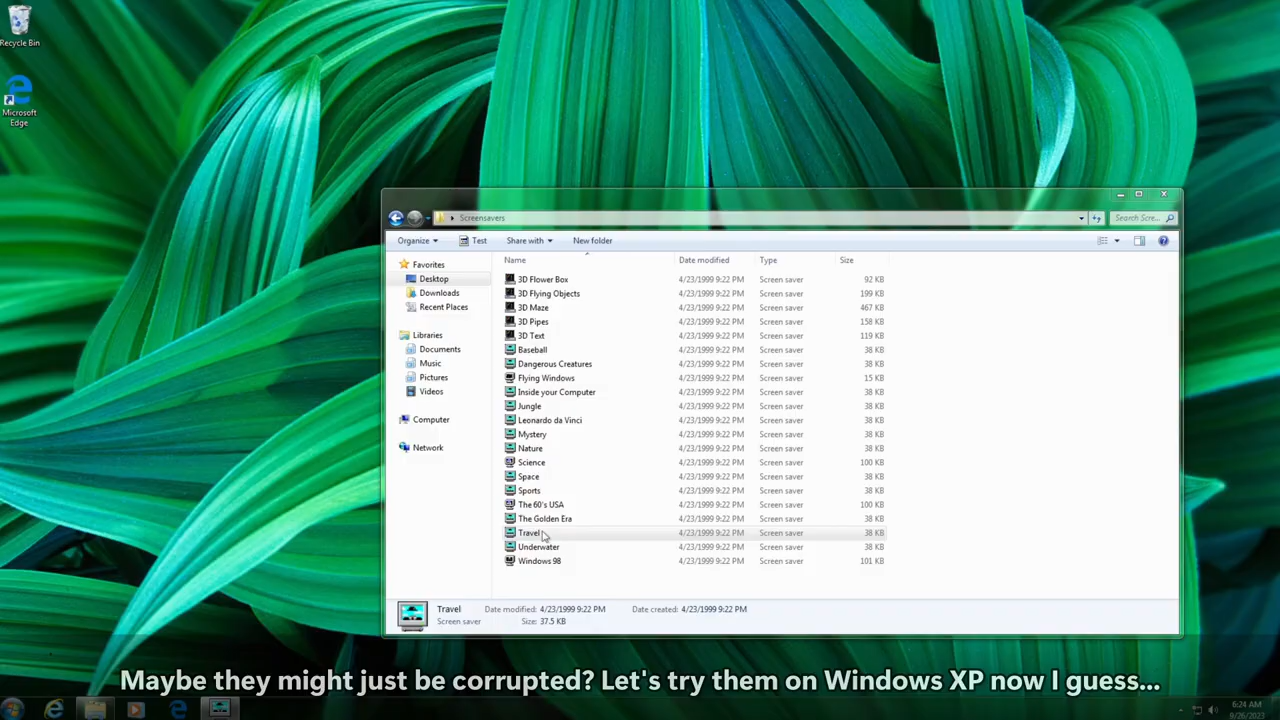 Recycle Bin
Microsoft
Edge
Screensavers
Search Scre...
Organize
Test
Share with
New folder
Name
Date modified
Type
Size
Favorites
Desktop
Downloads
Recent Places
Libraries
Documents
Music
Pictures
Videos
Computer
Network
3D Flower Box 4/23/1999 9:22 PM Screen saver 92 KB
3D Flying Objects 4/23/1999 9:22 PM Screen saver 199 KB
3D Maze 4/23/1999 9:22 PM Screen saver 467 KB
3D Pipes 4/23/1999 9:22 PM Screen saver 158 KB
3D Text 4/23/1999 9:22 PM Screen saver 119 KB
Baseball 4/23/1999 9:22 PM Screen saver 38 KB
Dangerous Creatures 4/23/1999 9:22 PM Screen saver 38 KB
Flying Windows 4/23/1999 9:22 PM Screen saver 15 KB
Inside your Computer 4/23/1999 9:22 PM Screen saver 38 KB
Jungle 4/23/1999 9:22 PM Screen saver 38 KB
Leonardo da Vinci 4/23/1999 9:22 PM Screen saver 38 KB
Mystery 4/23/1999 9:22 PM Screen saver 38 KB
Nature 4/23/1999 9:22 PM Screen saver 38 KB
Science 4/23/1999 9:22 PM Screen saver 100 KB
Space 4/23/1999 9:22 PM Screen saver 38 KB
Sports 4/23/1999 9:22 PM Screen saver 38 KB
The 60's USA 4/23/1999 9:22 PM Screen saver 100 KB
The Golden Era 4/23/1999 9:22 PM Screen saver 38 KB
Travel 4/23/1999 9:22 PM Screen saver 38 KB
Underwater 4/23/1999 9:22 PM Screen saver 38 KB
Windows 98 4/23/1999 9:22 PM Screen saver 101 KB
Travel Date modified: 4/23/1999 9:22 PM Date created: 4/23/1999 9:22 PM
Screen saver Size: 37.5 KB
Maybe they might just be corrupted? Let's try them on Windows XP now I guess...
6:24 AM
9/26/2023